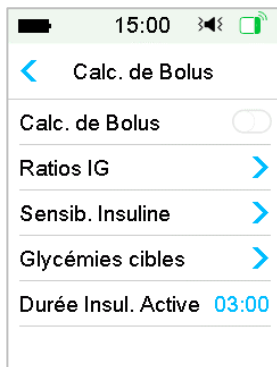 15:00
Calc. de Bolus
Calc. de Bolus
Ratios IG
Sensib. Insuline
Glycémies cibles
Durée Insul. Active 03:00